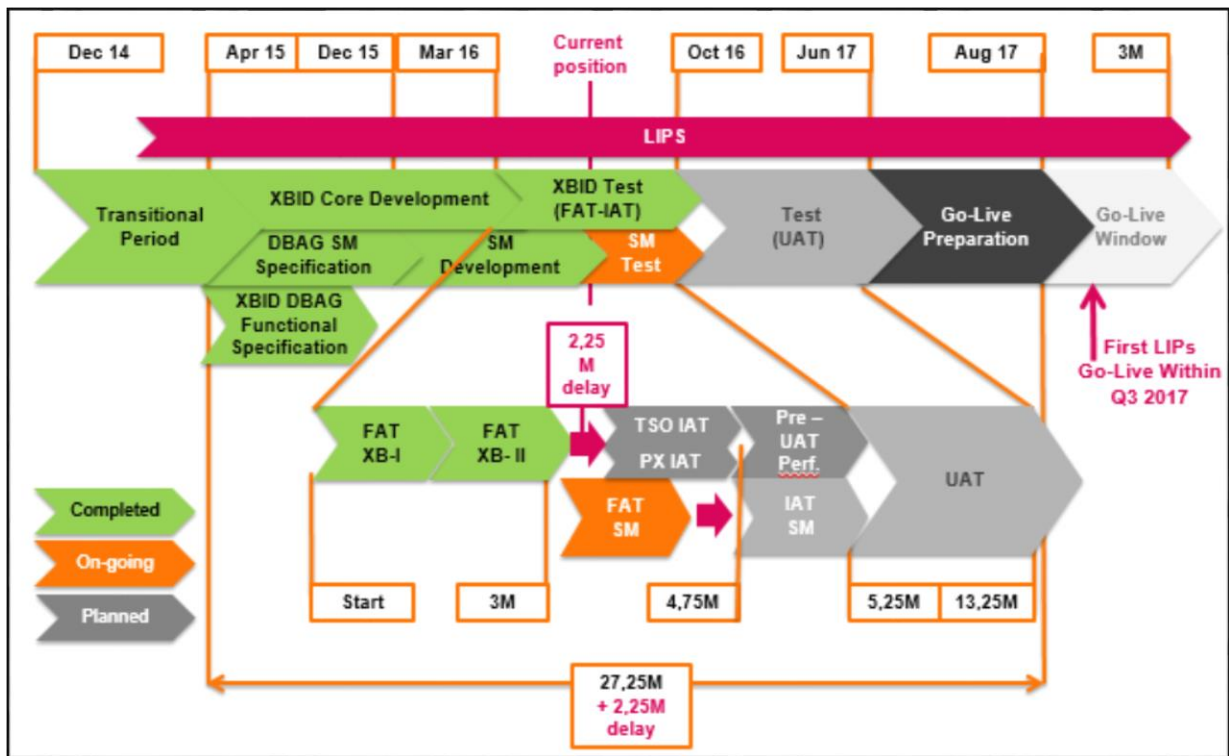 Dec 14
Apr 15
Dec 15
Mar 16
Current
position
Oct 16
Jun 17
Aug 17
3M
LIPS
Transitional
Period
XBID Core Development
XBID Test
(FAT-IAT)
Test
(UAT)
Go-Live
Preparation
Go-Live
Window
DBAG SM
Specification
SM
Development
SM
Test
XBID DBAG
Functional
Specification
2,25
M
delay
First LIPs
Go-Live Within
Q3 2017
FAT
XB-I
FAT
XB- II
TSO IAT
PX IAT
Pre –
UAT
Perf.
UAT
FAT
SM
IAT
SM
Completed
On-going
Planned
Start
3M
4,75M
5,25M
13,25M
27,25M
+ 2,25M
delay